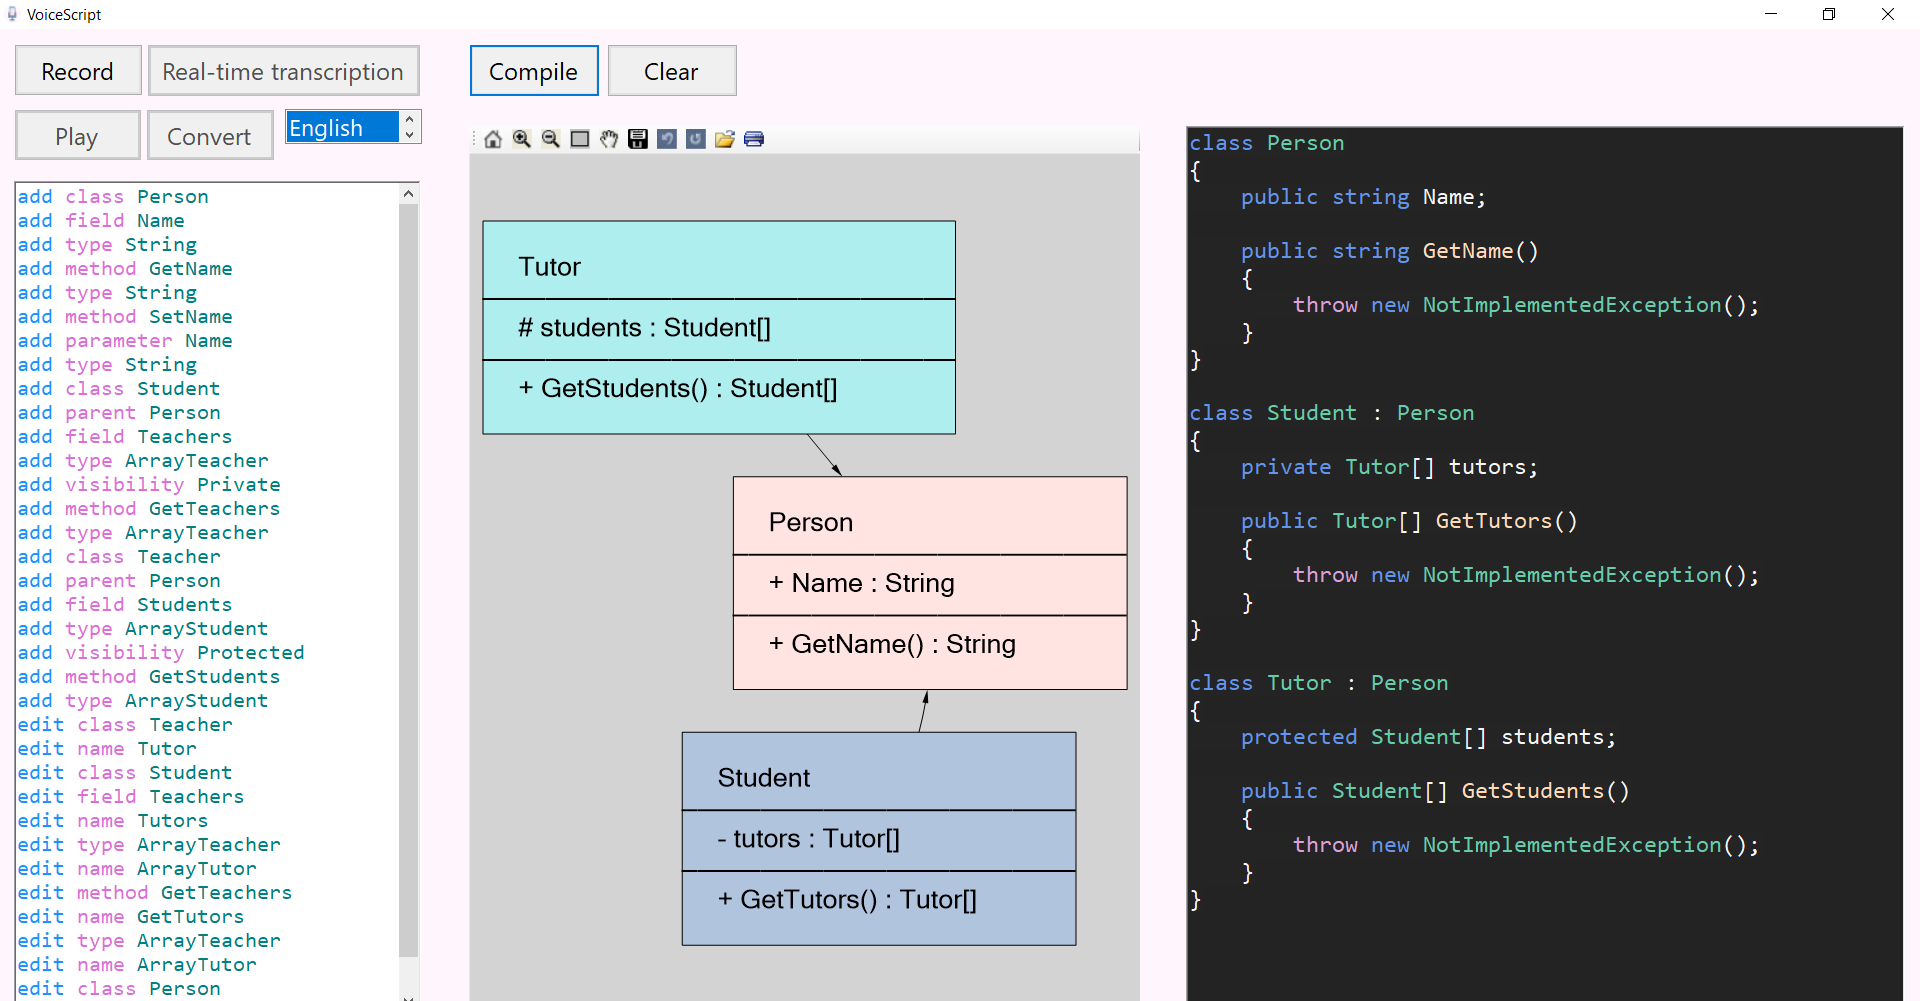 VoiceScript
Record
Real-time transcription
Compile
Clear
Play
Convert
English
add class Person
add field Name
add type String
add method GetName
add type String
add method SetName
add parameter Name
add type String
add class Student
add parent Person
add field Teachers
add type ArrayTeacher
add visibility Private
add method GetTeachers
add type ArrayTeacher
add class Teacher
add parent Person
add field Students
add type ArrayStudent
add visibility Protected
add method GetStudents
add type ArrayStudent
edit class Teacher
edit name Tutor
edit class Student
edit field Teachers
edit name Tutors
edit type ArrayTeacher
edit name ArrayTutor
edit method GetTeachers
edit name GetTutors
edit type ArrayTeacher
edit name ArrayTutor
edit class Person
Tutor
# students : Student[]
+ GetStudents() : Student[]
Person
+ Name : String
+ GetName() : String
Student
- tutors : Tutor[]
+ GetTutors() : Tutor[]
class Person
{
    public string Name;

    public string GetName()
    {
        throw new NotImplementedException();
    }
}

class Student : Person
{
    private Tutor[] tutors;

    public Tutor[] GetTutors()
    {
        throw new NotImplementedException();
    }
}

class Tutor : Person
{
    protected Student[] students;

    public Student[] GetStudents()
    {
        throw new NotImplementedException();
    }
}